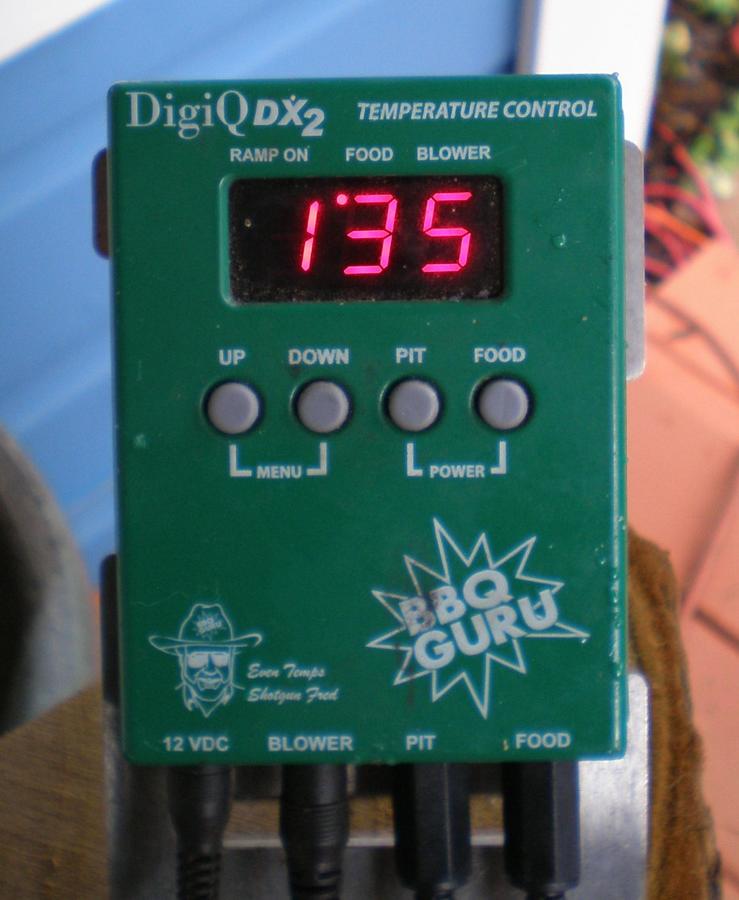 DigiQ DX2 TEMPERATURE CONTROL
RAMP ON FOOD BLOWER
135
UP DOWN PIT FOOD
MENU POWER
BBQ
GURU
Even Temps
Shotgun Fred
12 VDC BLOWER PIT FOOD